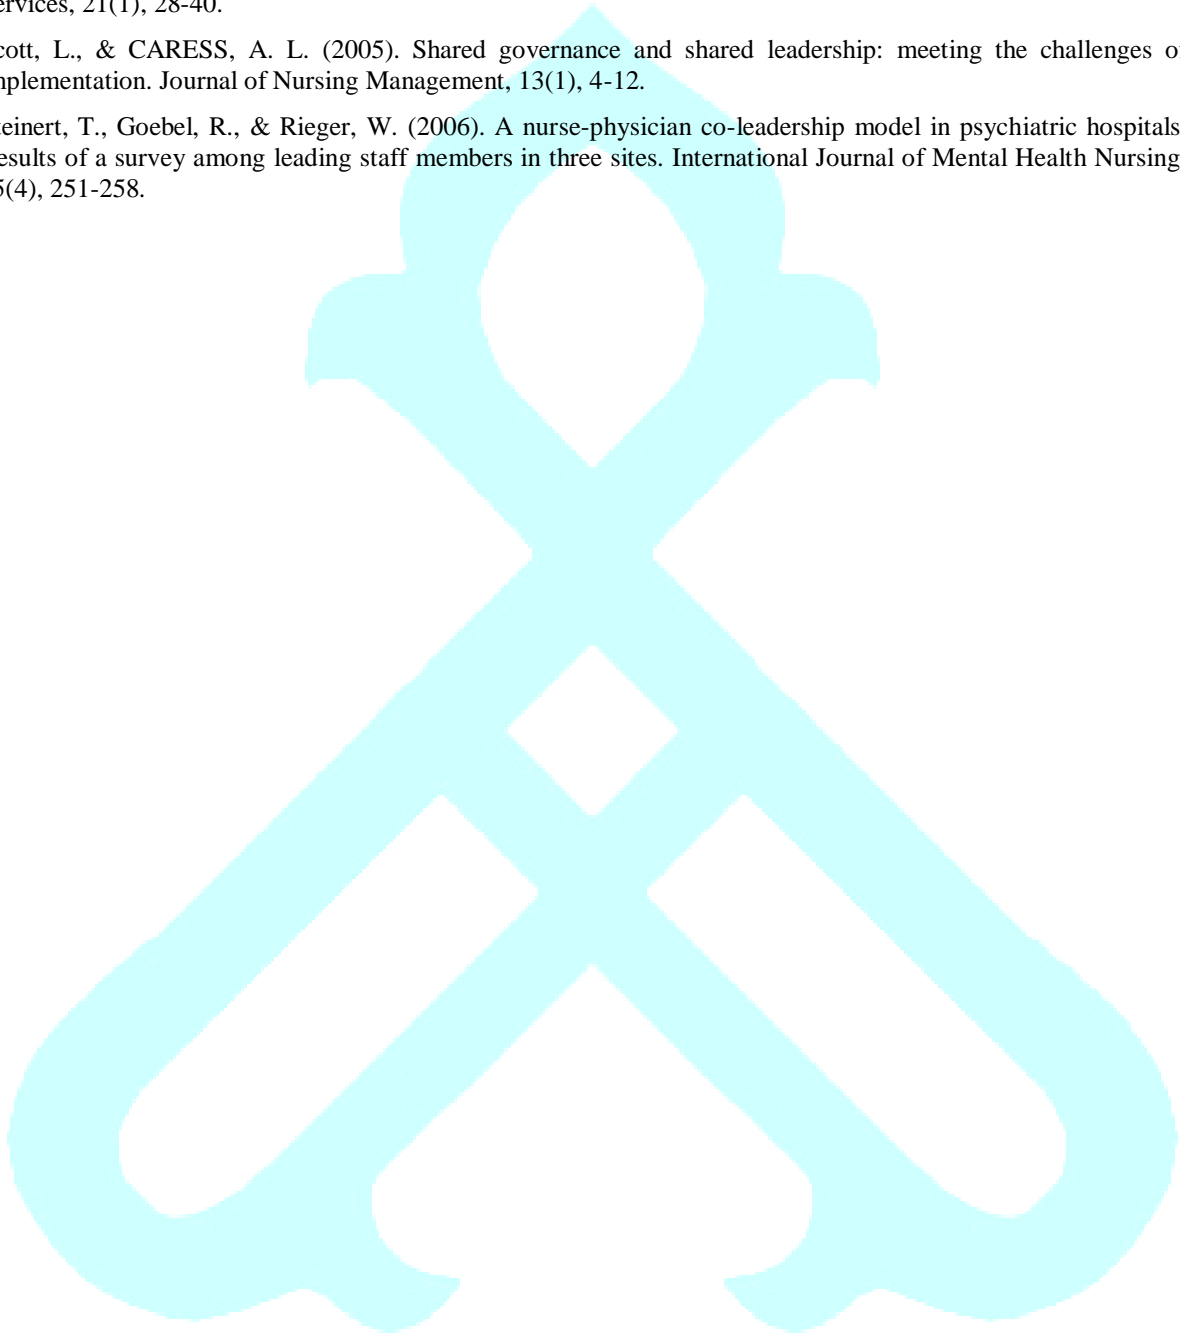 ervices, 21(1), 28-40.
cott, L., & CARESS, A. L. (2005). Shared governance and shared leadership: meeting the challenges of
mplementation. Journal of Nursing Management, 13(1), 4-12.
teinert, T., Goebel, R., & Rieger, W. (2006). A nurse-physician co-leadership model in psychiatric hospitals
esults of a survey among leading staff members in three sites. International Journal of Mental Health Nursing
5(4), 251-258.